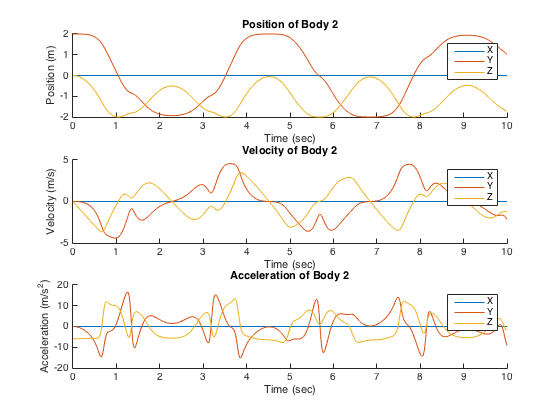 Position of Body 2
Position (m)
2
1
0
-1
-2
X
Y
Z
0 1 2 3 4 5 6 7 8 9 10
Time (sec)
Velocity of Body 2
Velocity (m/s)
5
0
-5
X
Y
Z
0 1 2 3 4 5 6 7 8 9 10
Time (sec)
Acceleration of Body 2
Acceleration (m/s²)
20
10
0
-10
-20
X
Y
Z
0 1 2 3 4 5 6 7 8 9 10
Time (sec)